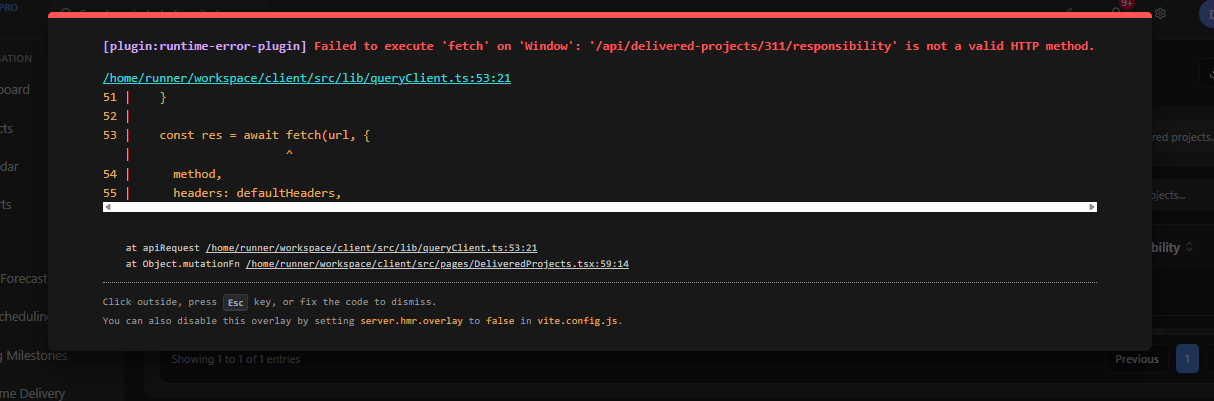 PRO
9+
[plugin:runtime-error-plugin] Failed to execute 'fetch' on 'Window': '/api/delivered-projects/311/responsibility' is not a valid HTTP method.
/home/runner/workspace/client/src/lib/queryClient.ts:53:21
51 |    }
52 |
53 |    const res = await fetch(url, {
   |                      ^
54 |      method,
55 |      headers: defaultHeaders,
at apiRequest /home/runner/workspace/client/src/lib/queryClient.ts:53:21
at Object.mutationFn /home/runner/workspace/client/src/pages/DeliveredProjects.tsx:59:14
Click outside, press Esc key, or fix the code to dismiss.
You can also disable this overlay by setting server.hmr.overlay to false in vite.config.js.
GATION
board
cts
dar
rts
Forecast
cheduling
g Milestones
me Delivery
red projects.
ojects...
bility
Showing 1 to 1 of 1 entries
Previous
1